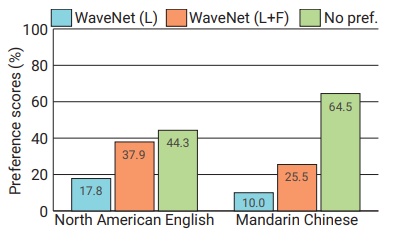 WaveNet (L) WaveNet (L+F) No pref.
Preference scores (%)
100
80
60
40
20
0
17.8 37.9 44.3
10.0 25.5 64.5
North American English Mandarin Chinese